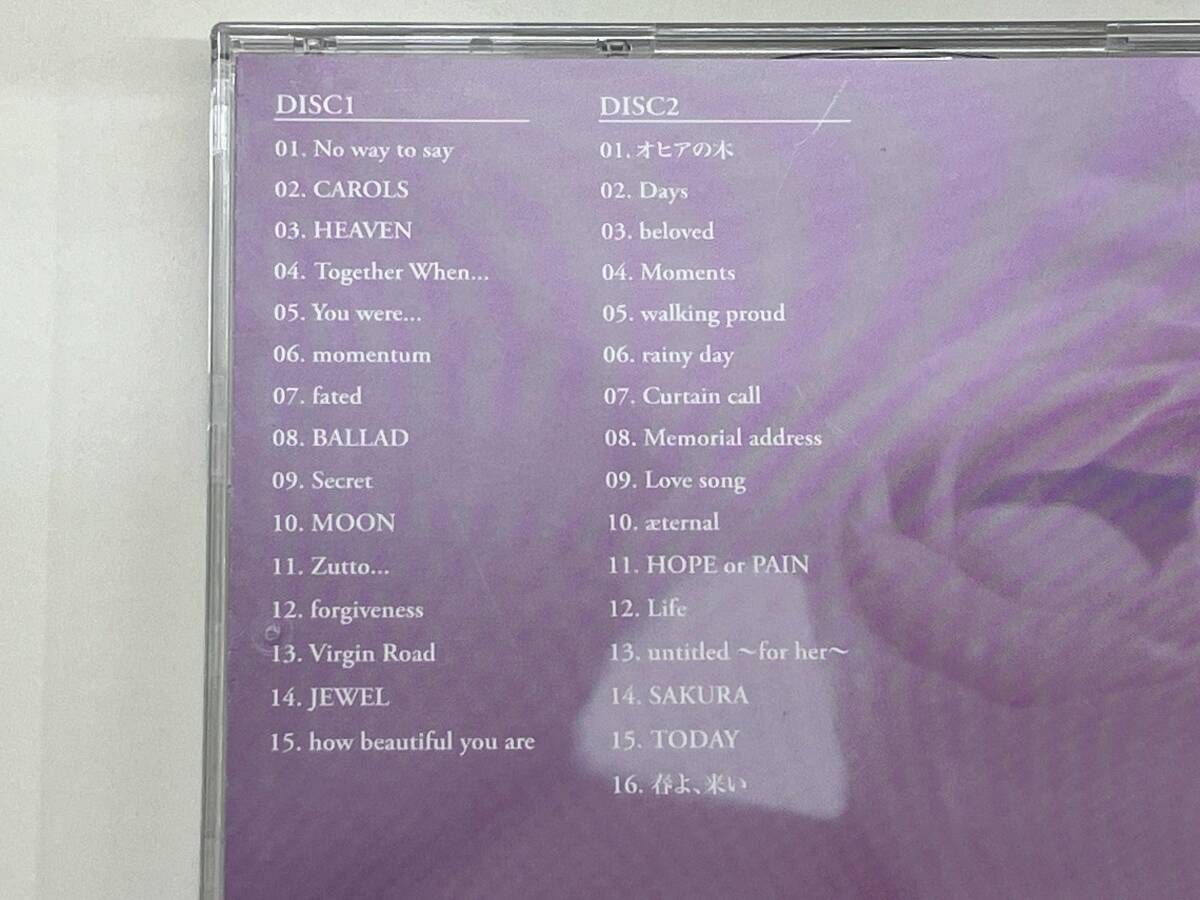 DISC1
01. No way to say
02. CAROLS
03. HEAVEN
04. Together When...
05. You were...
06. momentum
07. fated
08. BALLAD
09. Secret
10. MOON
11. Zutto...
12. forgiveness
13. Virgin Road
14. JEWEL
15. how beautiful you are
DISC2
01. オヒアの木
02. Days
03. beloved
04. Moments
05. walking proud
06. rainy day
07. Curtain call
08. Memorial address
09. Love song
10. æternal
11. HOPE or PAIN
12. Life
13. untitled ～for her～
14. SAKURA
15. TODAY
16. 春よ、来い